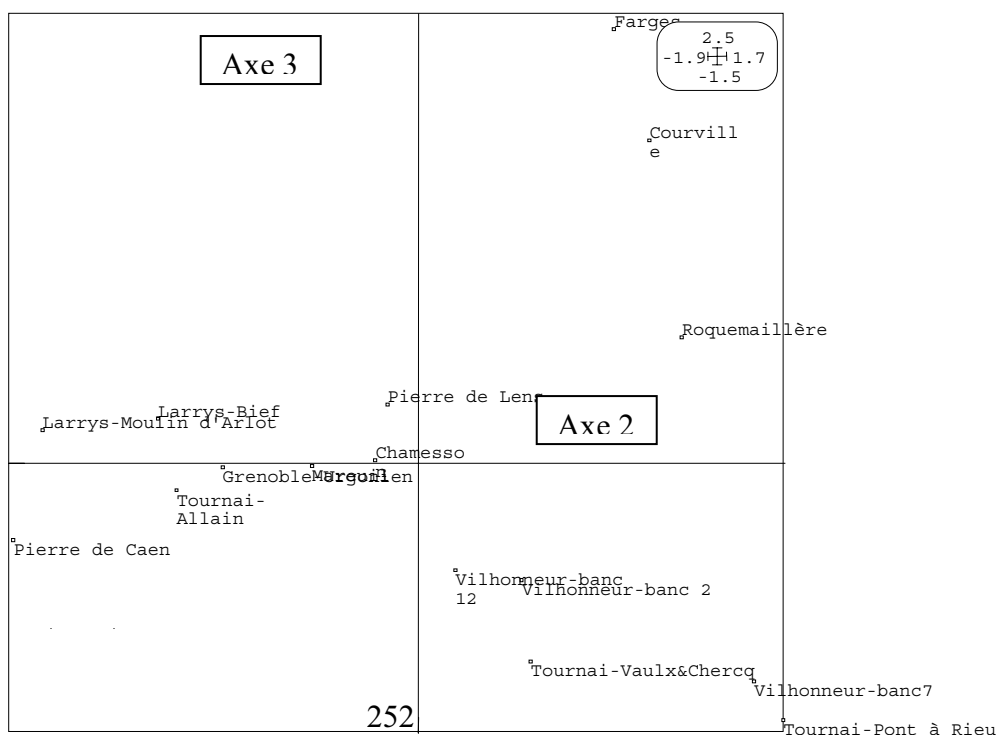 Farges
2.5
-1.9 1.7
-1.5
Axe 3
Courvill
e
Roquemaillère
Pierre de Lens
Larrys-Bief
Larrys-Moulin d'Arlot
Axe 2
Chamesso
n
Grenoble-Urgonien
Tournai-
Allain
Pierre de Caen
Vilhonneur-banc
12
Vilhonneur-banc 2
Tournai-Vaulx&Chercq
Vilhonneur-banc7
252
Tournai-Pont à Rieu